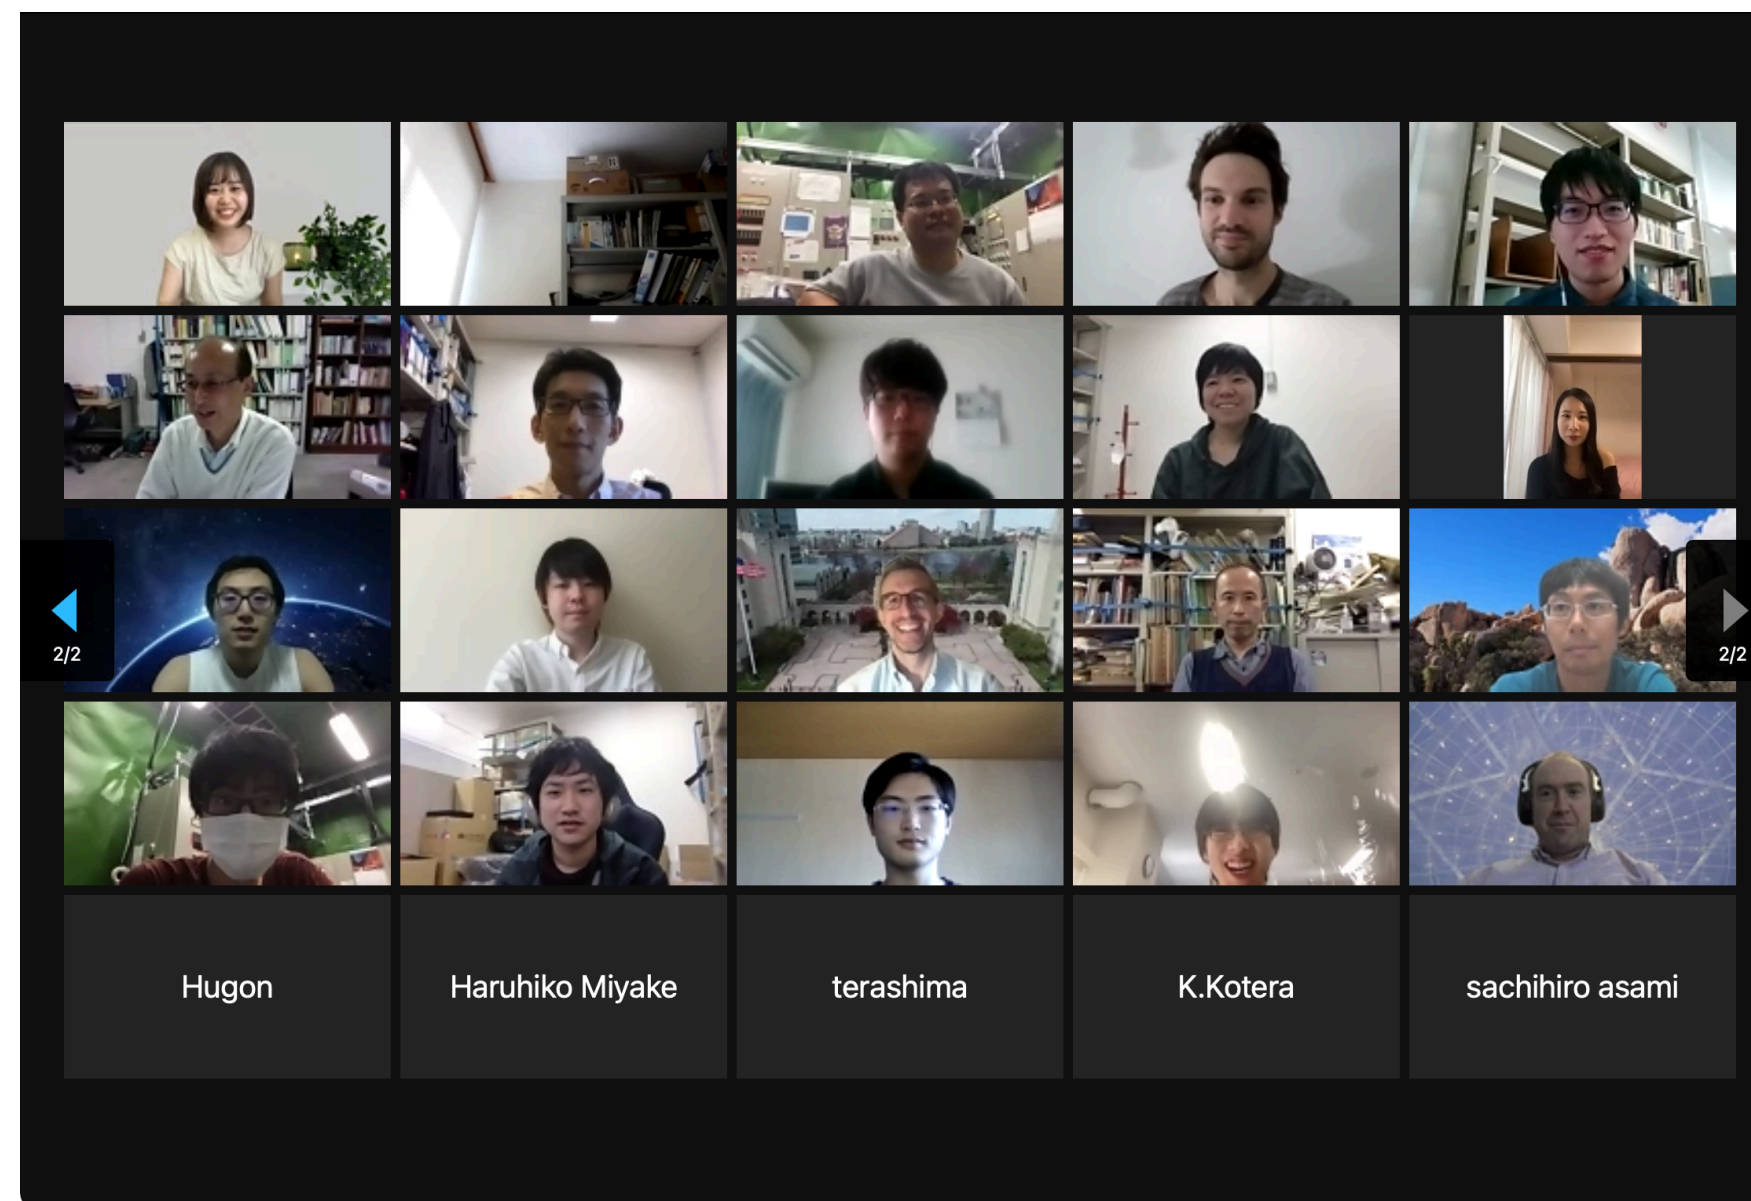 2/2
2/2
Hugon
Haruhiko Miyake
terashima
K.Kotera
sachihiro asami